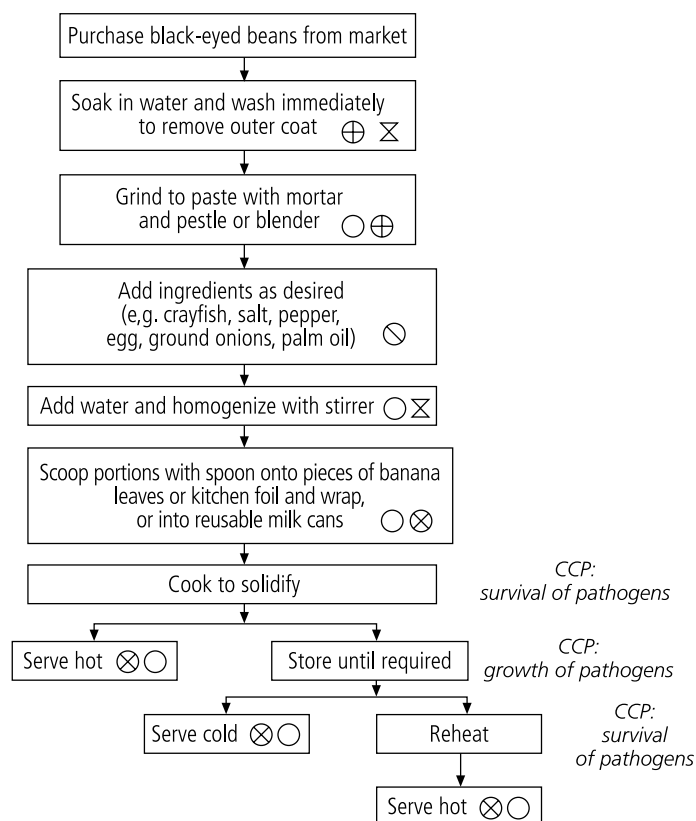 Purchase black-eyed beans from market
Soak in water and wash immediately
to remove outer coat
Grind to paste with mortar
and pestle or blender
Add ingredients as desired
(e,g. crayfish, salt, pepper,
egg, ground onions, palm oil)
Add water and homogenize with stirrer
Scoop portions with spoon onto pieces of banana
leaves or kitchen foil and wrap,
or into reusable milk cans
Cook to solidify
CCP:
survival of pathogens
Serve hot
Store until required
CCP:
growth of pathogens
Serve cold
Reheat
CCP:
survival
of pathogens
Serve hot